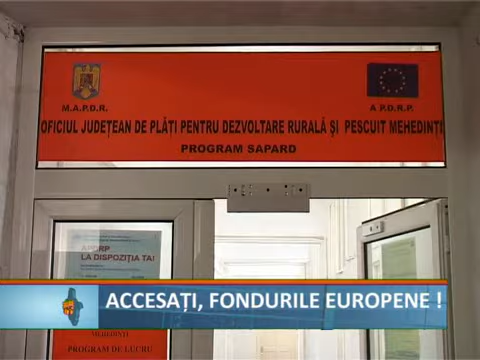 M.A.P.D.R.
A P.D.R.P.
OFICIUL JUDEȚEAN DE PLĂȚI PENTRU DEZVOLTARE RURALĂ ȘI PESCUIT MEHEDINȚI
PROGRAM SAPARD
APDRP
LA DISPOZIȚIA TA!
ACCESAȚI, FONDURILE EUROPENE !
MEHEDINȚI
PROGRAM DE LUCRU